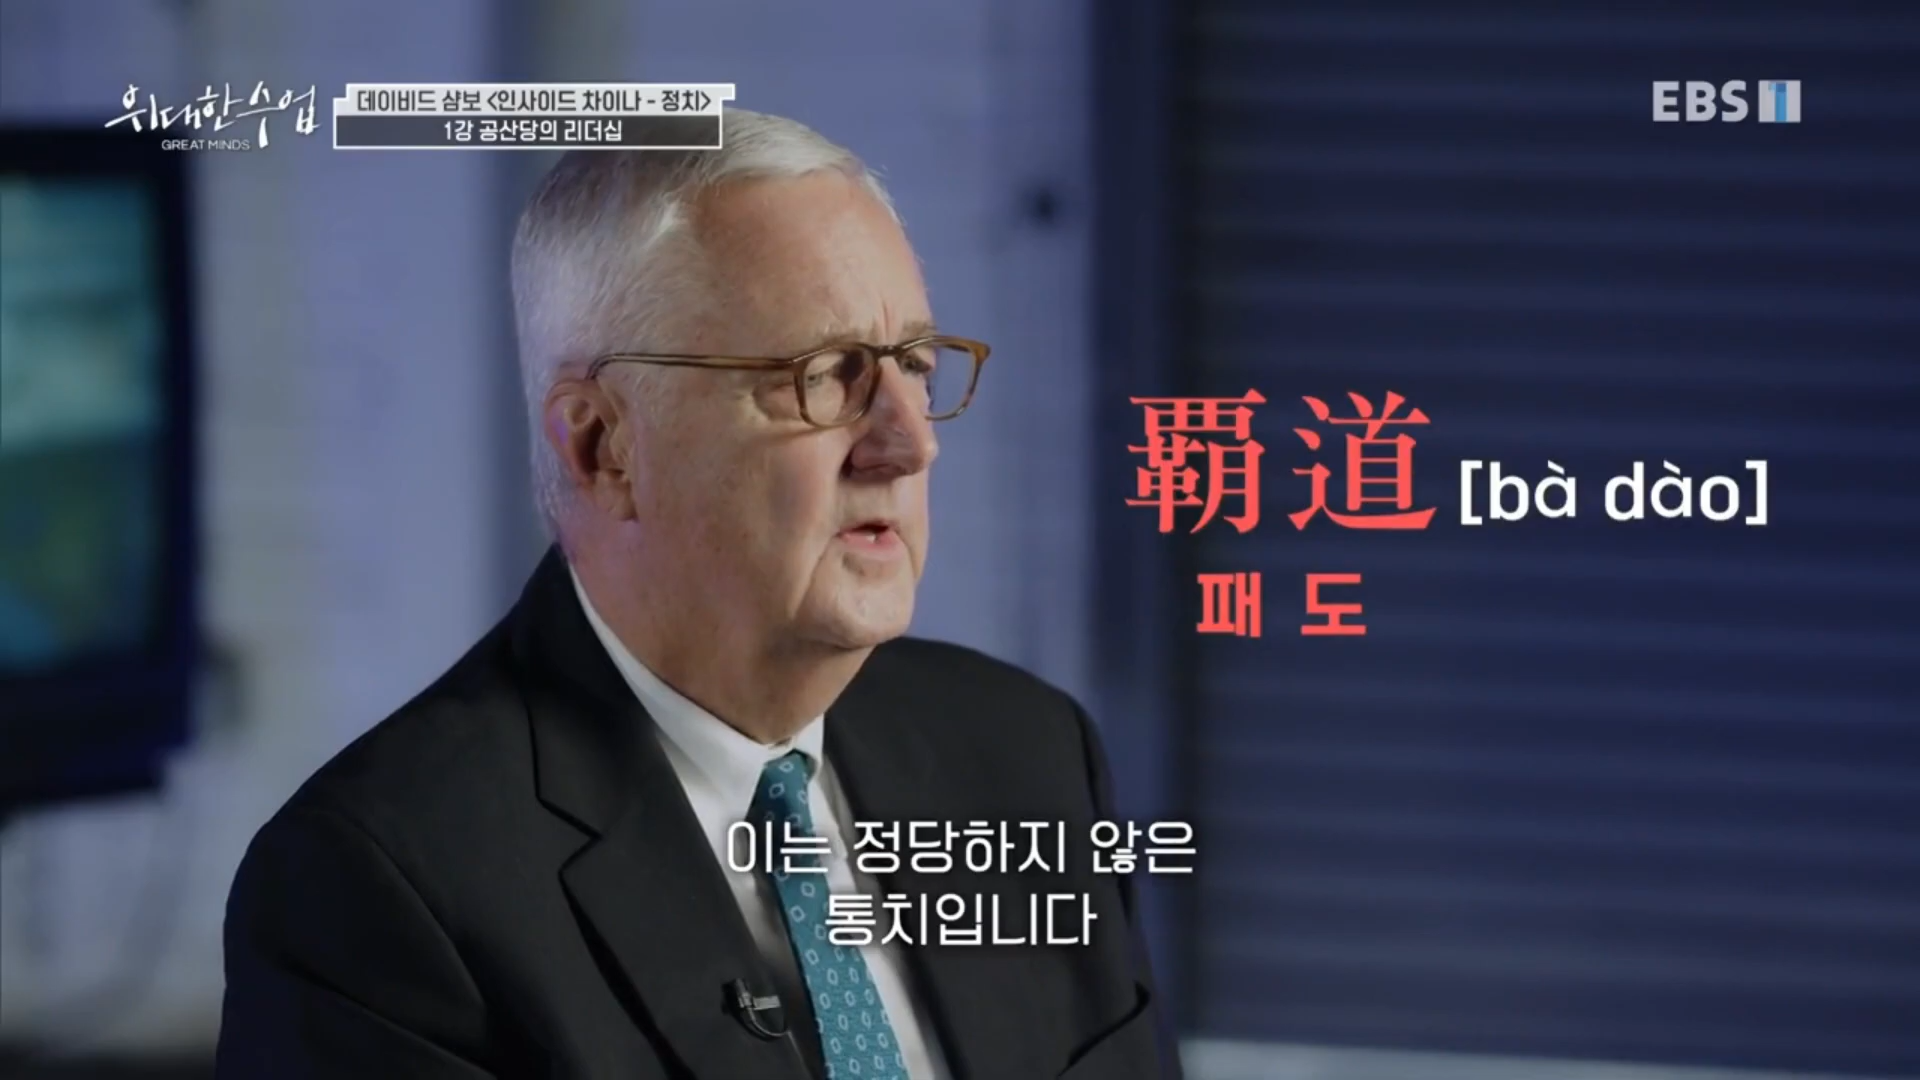 위대한 수업
GREAT MINDS
데이비드 샴보 <인사이드 차이나 - 정치>
1강 공산당의 리더십
EBS 1
覇道 [bà dào]
패도
이는 정당하지 않은
통치입니다